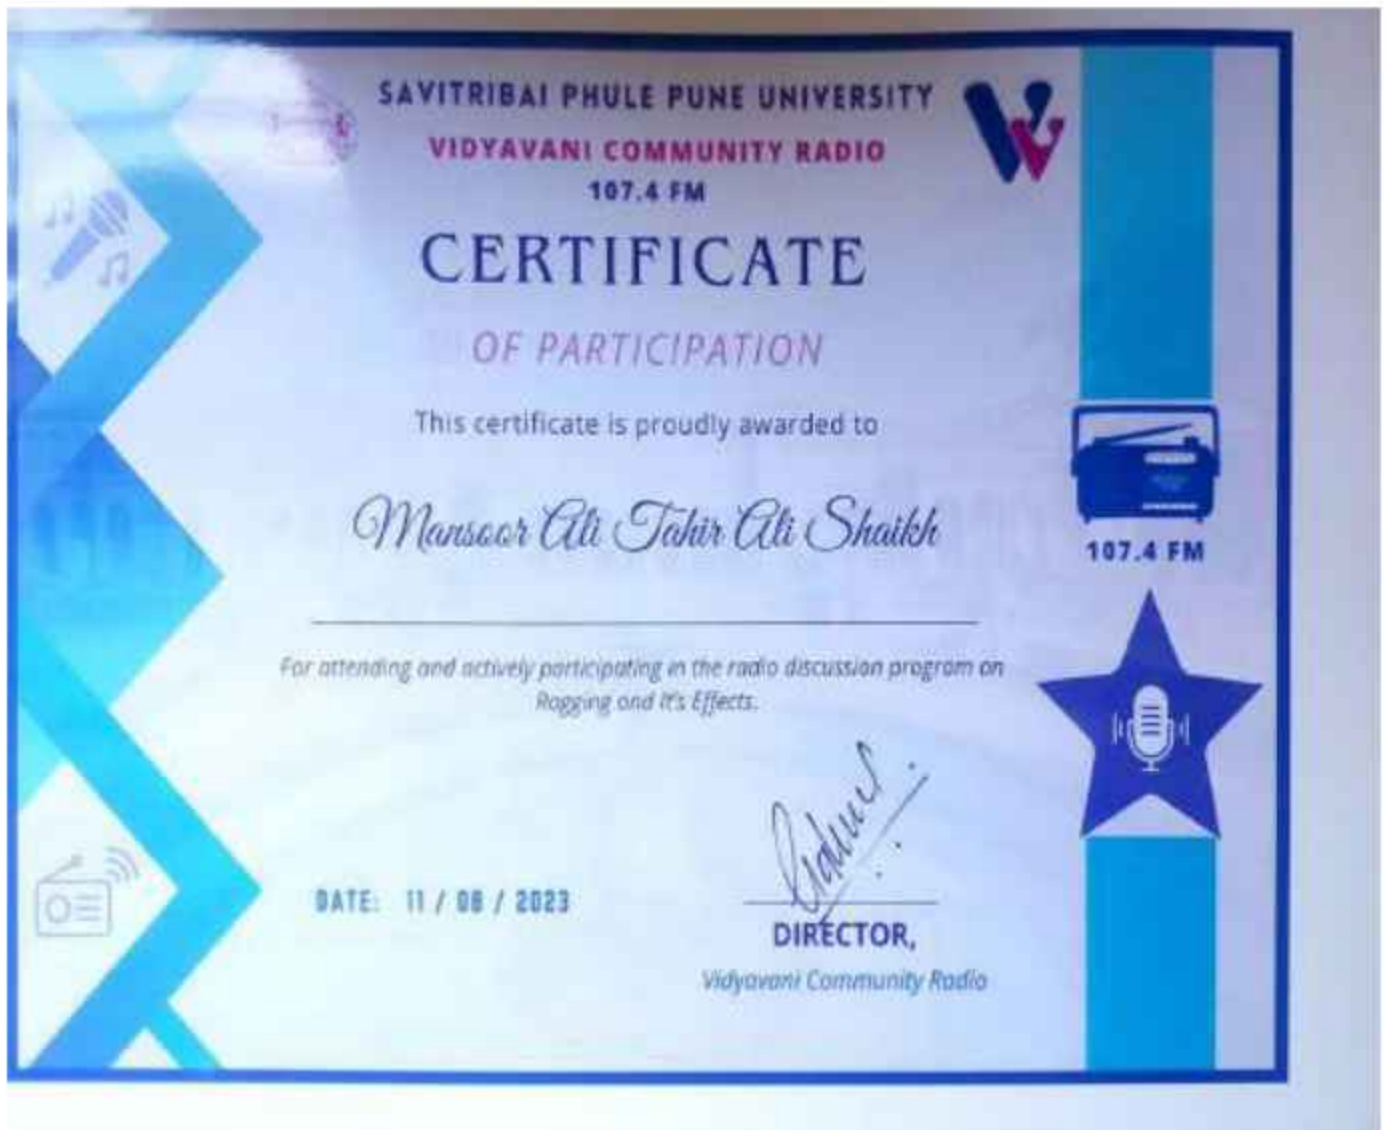 SAVITRIBAI PHULE PUNE UNIVERSITY
VIDYAVANI COMMUNITY RADIO
107.4 FM
CERTIFICATE
OF PARTICIPATION
This certificate is proudly awarded to
Mansoor Ali Tahir Ali Shaikh
107.4 FM
For attending and actively participating in the radio discussion program on
Ragging and It's Effects.
DATE: 11 / 08 / 2023
DIRECTOR,
Vidyavani Community Radio